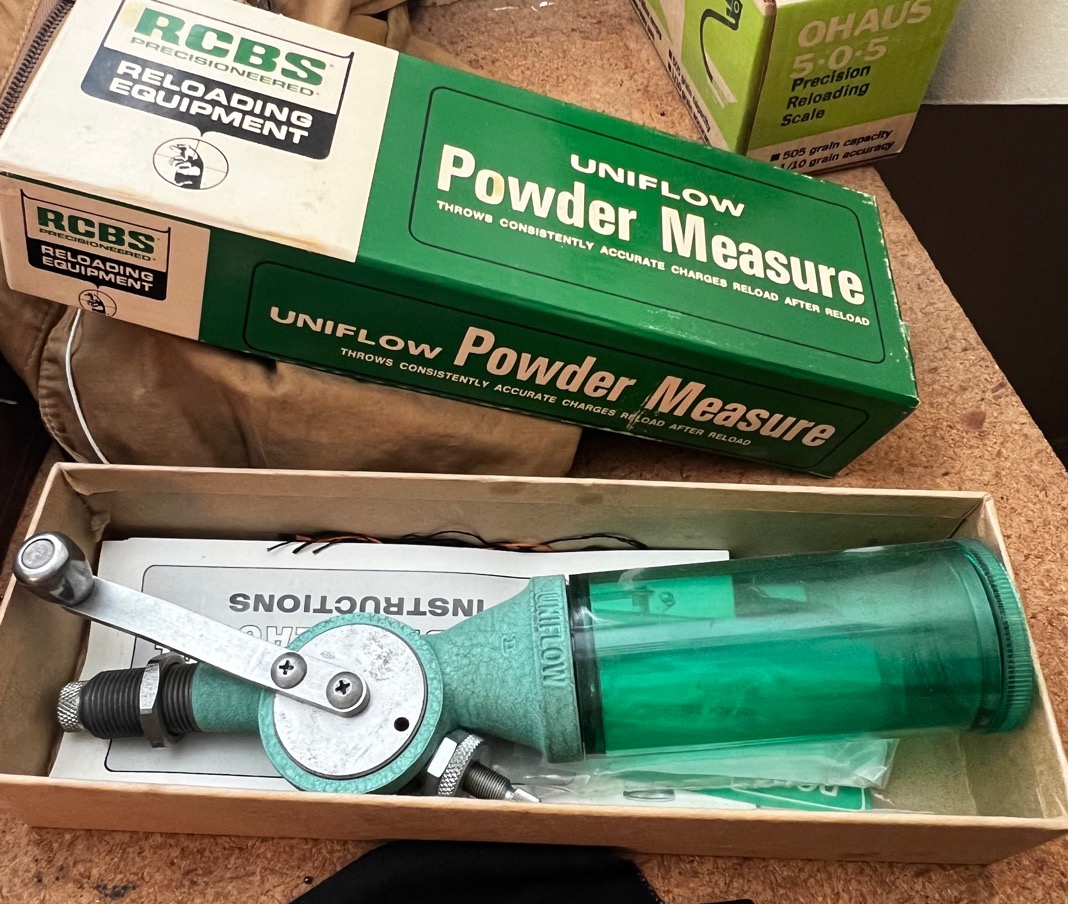 RCBS
PRECISIONEERED
RELOADING
EQUIPMENT
UNIFLOW
Powder Measure
THROWS CONSISTENTLY ACCURATE CHARGES RELOAD AFTER RELOAD
OHAUS
5·0·5
Precision
Reloading
Scale
■ 505 grain capacity
1/10 grain accuracy
RCBS
PRECISIONEERED
RELOADING
EQUIPMENT
UNIFLOW Powder Measure
THROWS CONSISTENTLY ACCURATE CHARGES RELOAD AFTER RELOAD
INSTRUCTIONS
UNIFLOW